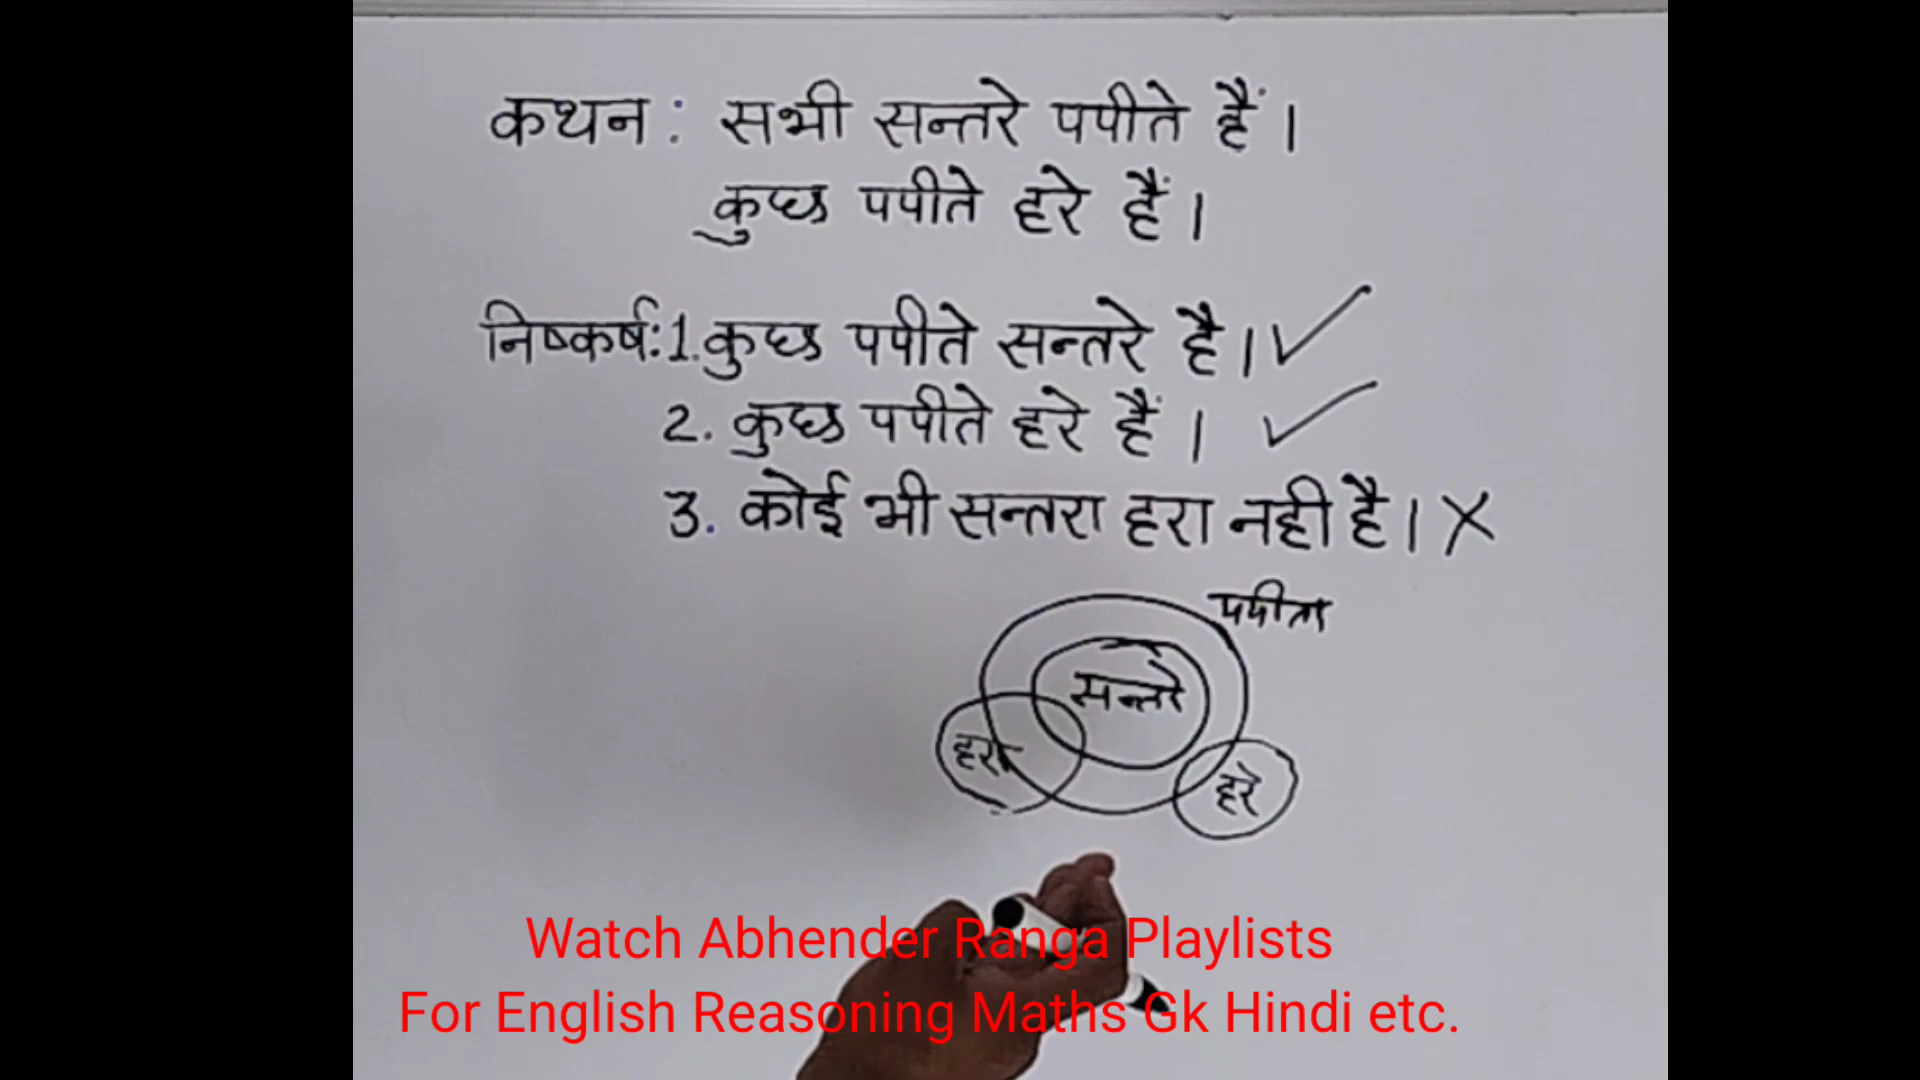 कथन : सभी सन्तरे पपीते हैं।
कुछ पपीते हरे हैं।
निष्कर्ष: 1. कुछ पपीते सन्तरे है।
2. कुछ पपीते हरे हैं।
3. कोई भी सन्तरा हरा नही है।
पपीता
सन्तरे
हरा
हरे
Watch Abhender Ranga Playlists
For English Reasoning Maths Gk Hindi etc.